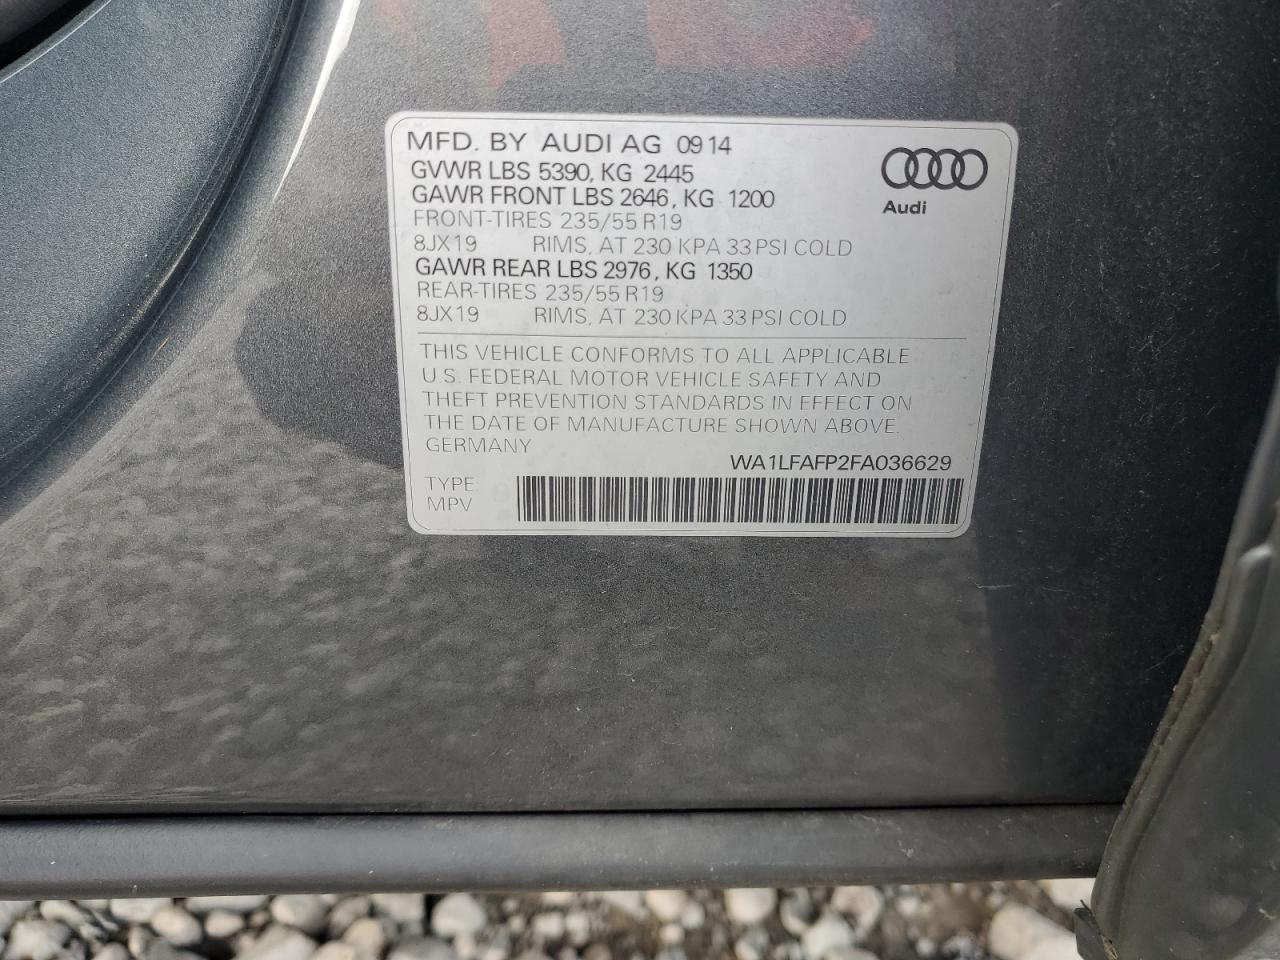 MFD. BY AUDI AG 09 14
GVWR LBS 5390, KG 2445
GAWR FRONT LBS 2646, KG 1200
FRONT-TIRES 235/55 R19
8JX19 RIMS, AT 230 KPA 33 PSI COLD
GAWR REAR LBS 2976, KG 1350
REAR-TIRES 235/55 R19
8JX19 RIMS, AT 230 KPA 33 PSI COLD
Audi
THIS VEHICLE CONFORMS TO ALL APPLICABLE
U.S. FEDERAL MOTOR VEHICLE SAFETY AND
THEFT PREVENTION STANDARDS IN EFFECT ON
THE DATE OF MANUFACTURE SHOWN ABOVE.
GERMANY
WA1LFAFP2FA036629
TYPE:
MPV